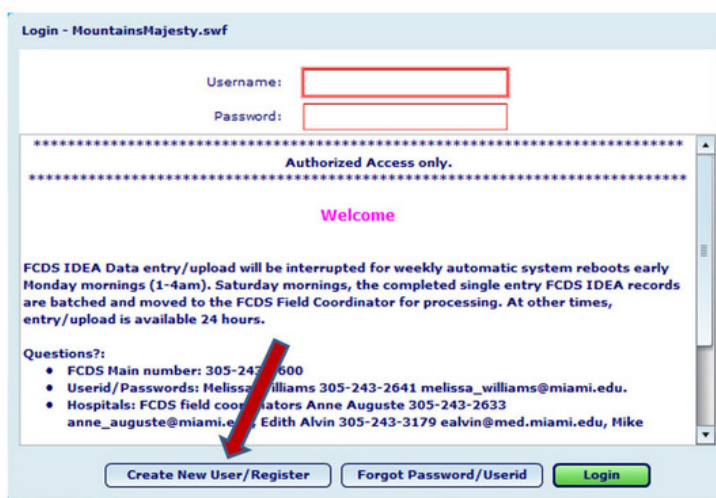 Login - MountainsMajesty.swf
Username:
Password:
********************************************************************************
Authorized Access only.
********************************************************************************
Welcome
FCDS IDEA Data entry/upload will be interrupted for weekly automatic system reboots early
Monday mornings (1-4am). Saturday mornings, the completed single entry FCDS IDEA records
are batched and moved to the FCDS Field Coordinator for processing. At other times,
entry/upload is available 24 hours.
Questions?:
• FCDS Main number:
• Userid/Passwords: Melissa 305-243-2641 melissa_williams@miami.edu.
• Hospitals: FCDS field coordinators Anne Auguste 305-243-2633
Edith Alvin 305-243-3179 ealvin@med.miami.edu, Mike
Create New User/Register
Forgot Password/Userid
Login